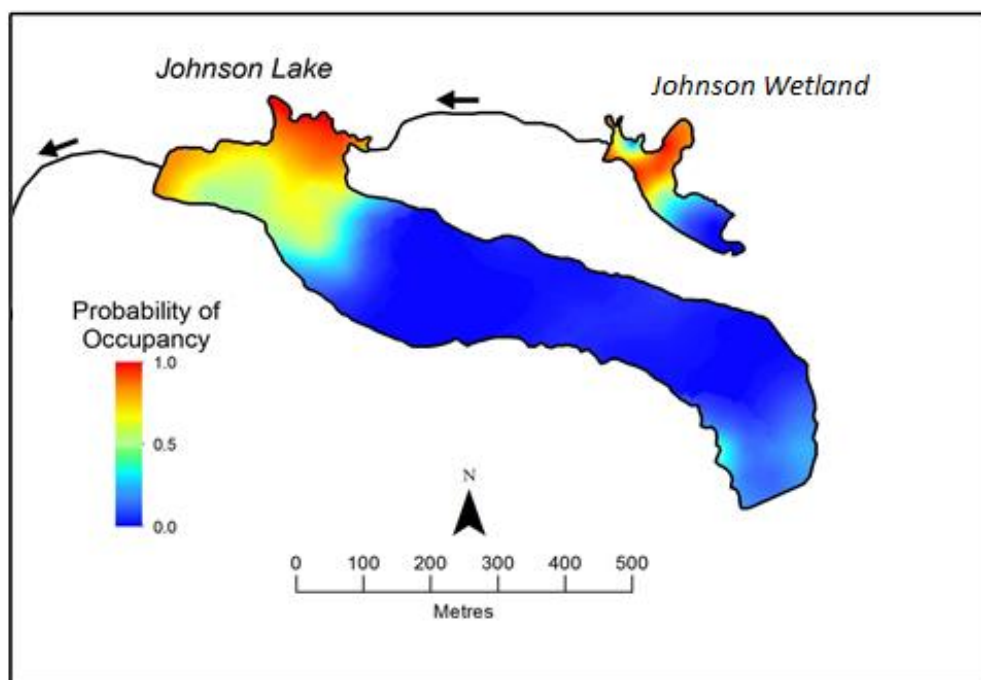 Johnson Lake
Johnson Wetland
Probability of
Occupancy
1.0
0.5
0.0
N
0 100 200 300 400 500
Metres